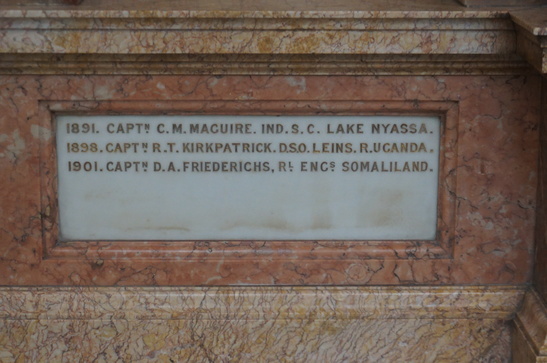 1891. CAPTN C. M. MAGUIRE. IND. S. C. LAKE NYASSA.
1898. CAPTN R. T. KIRKPATRICK. D.S.O. LEINS. R. UGANDA.
1901. CAPTN D. A. FRIEDERICHS, RL ENGS SOMALILAND.